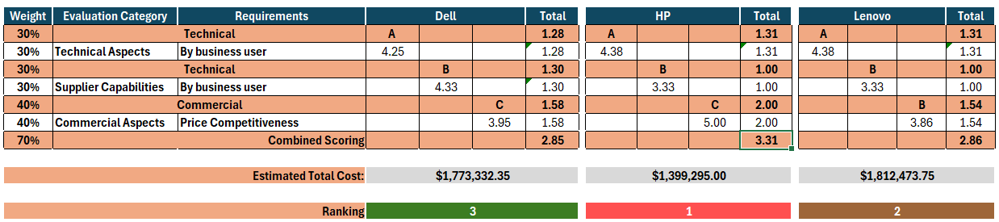 Weight Evaluation Category Requirements Dell Total HP Total Lenovo Total
30% Technical A 1.28 A 1.31 A 1.31
30% Technical Aspects By business user 4.25 1.28 4.38 1.31 4.38 1.31
30% Technical B 1.30 B 1.00 B 1.00
30% Supplier Capabilities By business user 4.33 1.30 3.33 1.00 3.33 1.00
40% Commercial C 1.58 C 2.00 B 1.54
40% Commercial Aspects Price Competitiveness 3.95 1.58 5.00 2.00 3.86 1.54
70% Combined Scoring 2.85 3.31 2.86
Estimated Total Cost: $1,773,332.35 $1,399,295.00 $1,812,473.75
Ranking 3 1 2